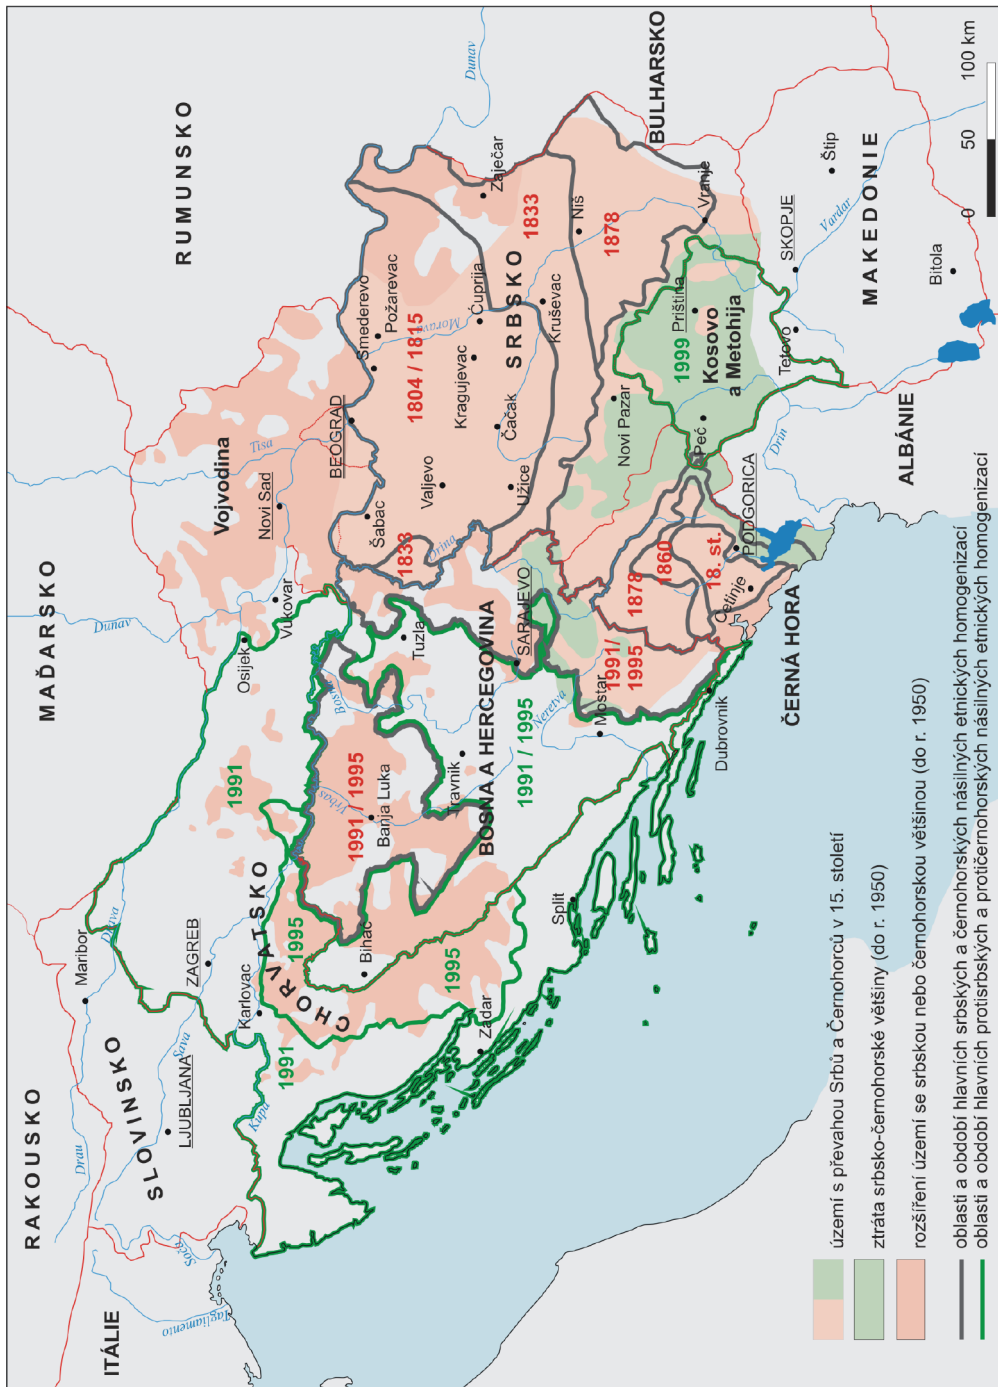 RAKOUSKO
MAĎARSKO
RUMUNSKO
ITÁLIE
SLOVINSKO
CHORVATSKO
BOSNA A HERCEGOVINA
SRBSKO
Vojvodina
Kosovo
a Metohija
ČERNÁ HORA
ALBÁNIE
MAKEDONIE
BULHARSKO
Maribor
LJUBLJANA
ZAGREB
Karlovac
Osijek
Vukovar
Novi Sad
BEOGRAD
Smederevo
Požarevac
Šabac
Valjevo
Kragujevac
Ćuprija
Zaječar
Čačak
Užice
Kruševac
Niš
Novi Pazar
Priština
Peć
Vranje
SKOPJE
Štip
Tetovo
Bitola
PODGORICA
Cetinje
Dubrovnik
Mostar
SARAJEVO
Tuzla
Travnik
Banja Luka
Bihać
Zadar
Split
Drau
Drava
Sava
Kupa
Soča
Tagliamento
Dunav
Dunav
Tisa
Morava
Drina
Bosna
Vrbas
Neretva
Drin
Vardar
1991
1991
1995
1995
1991 / 1995
1991 / 1995
1991/
1995
1833
1804 / 1815
1833
1878
1878
1860
18. st.
1999
0
50
100 km
území s převahou Srbů a Černohorců v 15. století
ztráta srbsko-černohorské většiny (do r. 1950)
rozšíření území se srbskou nebo černohorskou většinou (do r. 1950)
oblasti a období hlavních srbských a černohorských násilných etnických homogenizací
oblasti a období hlavních protisrbských a protičernohorských násilných etnických homogenizací